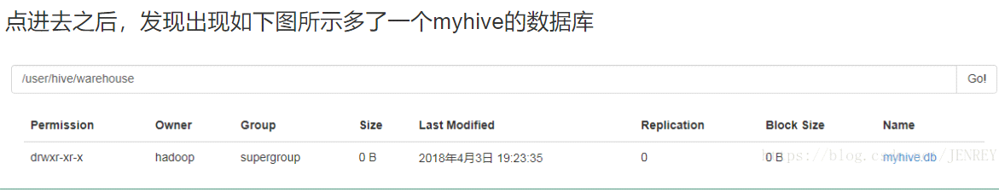 点进去之后，发现出现如下图所示多了一个myhive的数据库
/user/hive/warehouse Go!
Permission Owner Group Size Last Modified Replication Block Size Name
drwxr-xr-x hadoop supergroup 0 B 2018年4月3日 19:23:35 0 0 B myhive.db
https://blog.csdn.net/JENREY